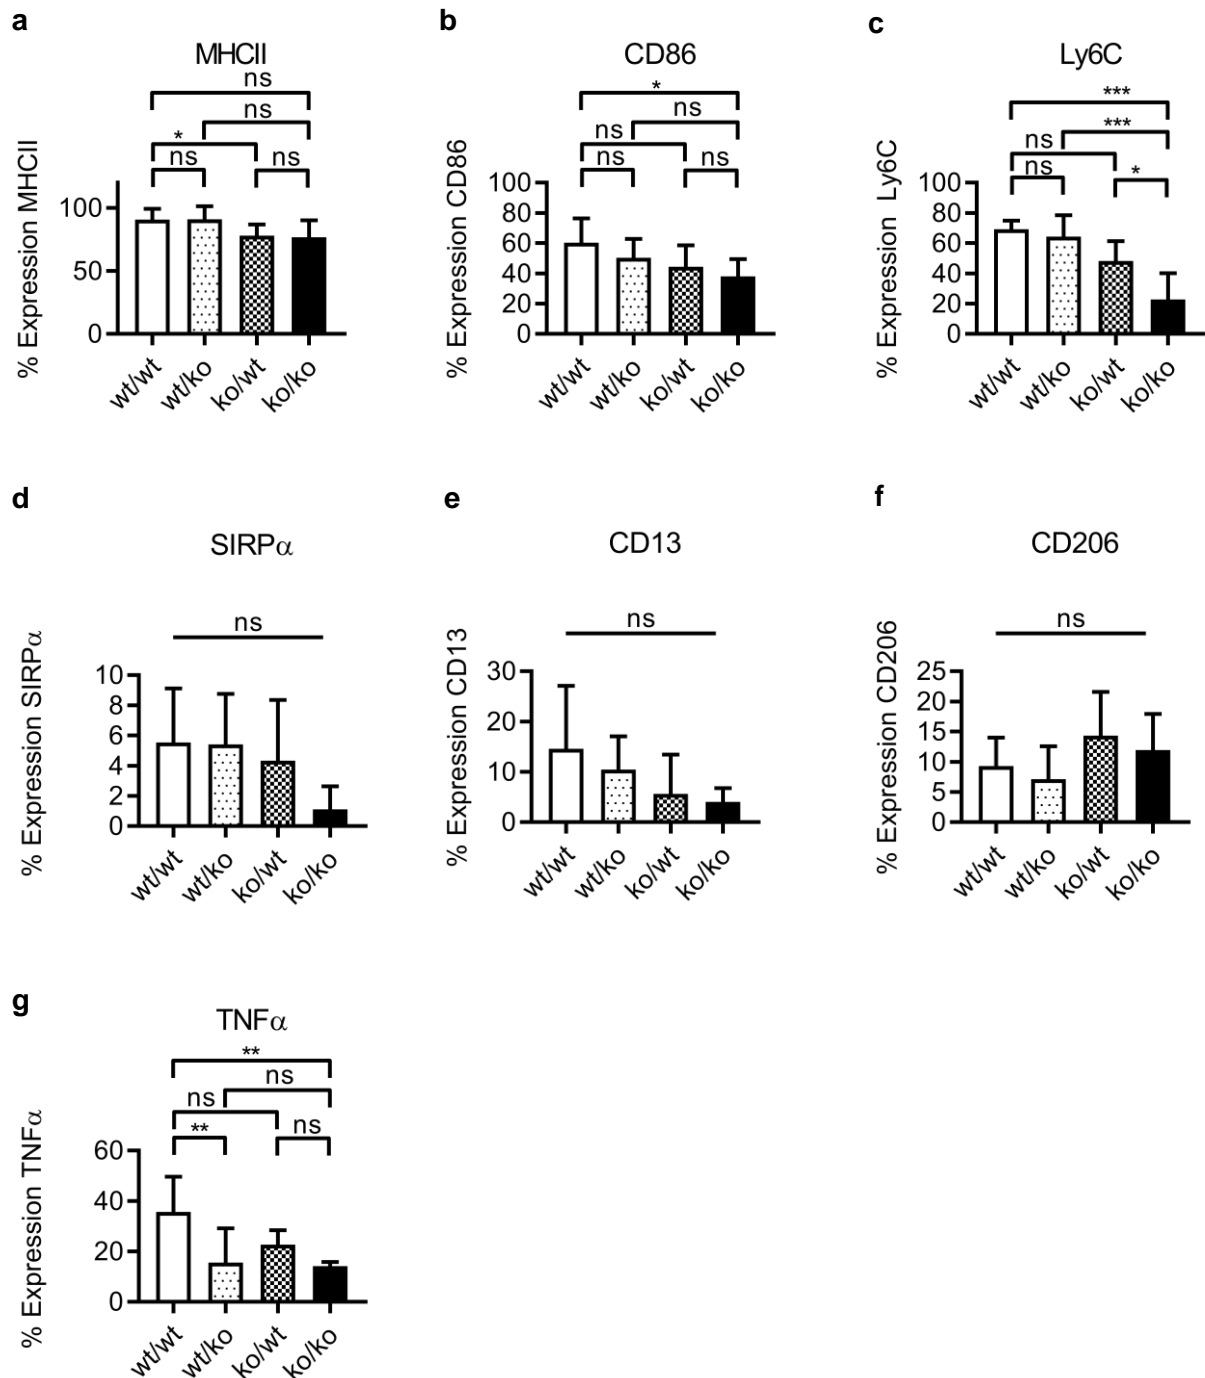 a
MHCII
ns
ns
*
ns
ns
% Expression MHCII
100
50
0
wt/wt
wt/ko
ko/wt
ko/ko
b
CD86
*
ns
ns
ns
ns
% Expression CD86
100
80
60
40
20
0
wt/wt
wt/ko
ko/wt
ko/ko
c
Ly6C
***
***
ns
ns
*
% Expression Ly6C
100
80
60
40
20
0
wt/wt
wt/ko
ko/wt
ko/ko
d
SIRPα
ns
% Expression SIRPα
10
8
6
4
2
0
wt/wt
wt/ko
ko/wt
ko/ko
e
CD13
ns
% Expression CD13
30
20
10
0
wt/wt
wt/ko
ko/wt
ko/ko
f
CD206
ns
% Expression CD206
25
20
15
10
5
0
wt/wt
wt/ko
ko/wt
ko/ko
g
TNFα
**
ns
ns
**
ns
% Expression TNFα
60
40
20
0
wt/wt
wt/ko
ko/wt
ko/ko